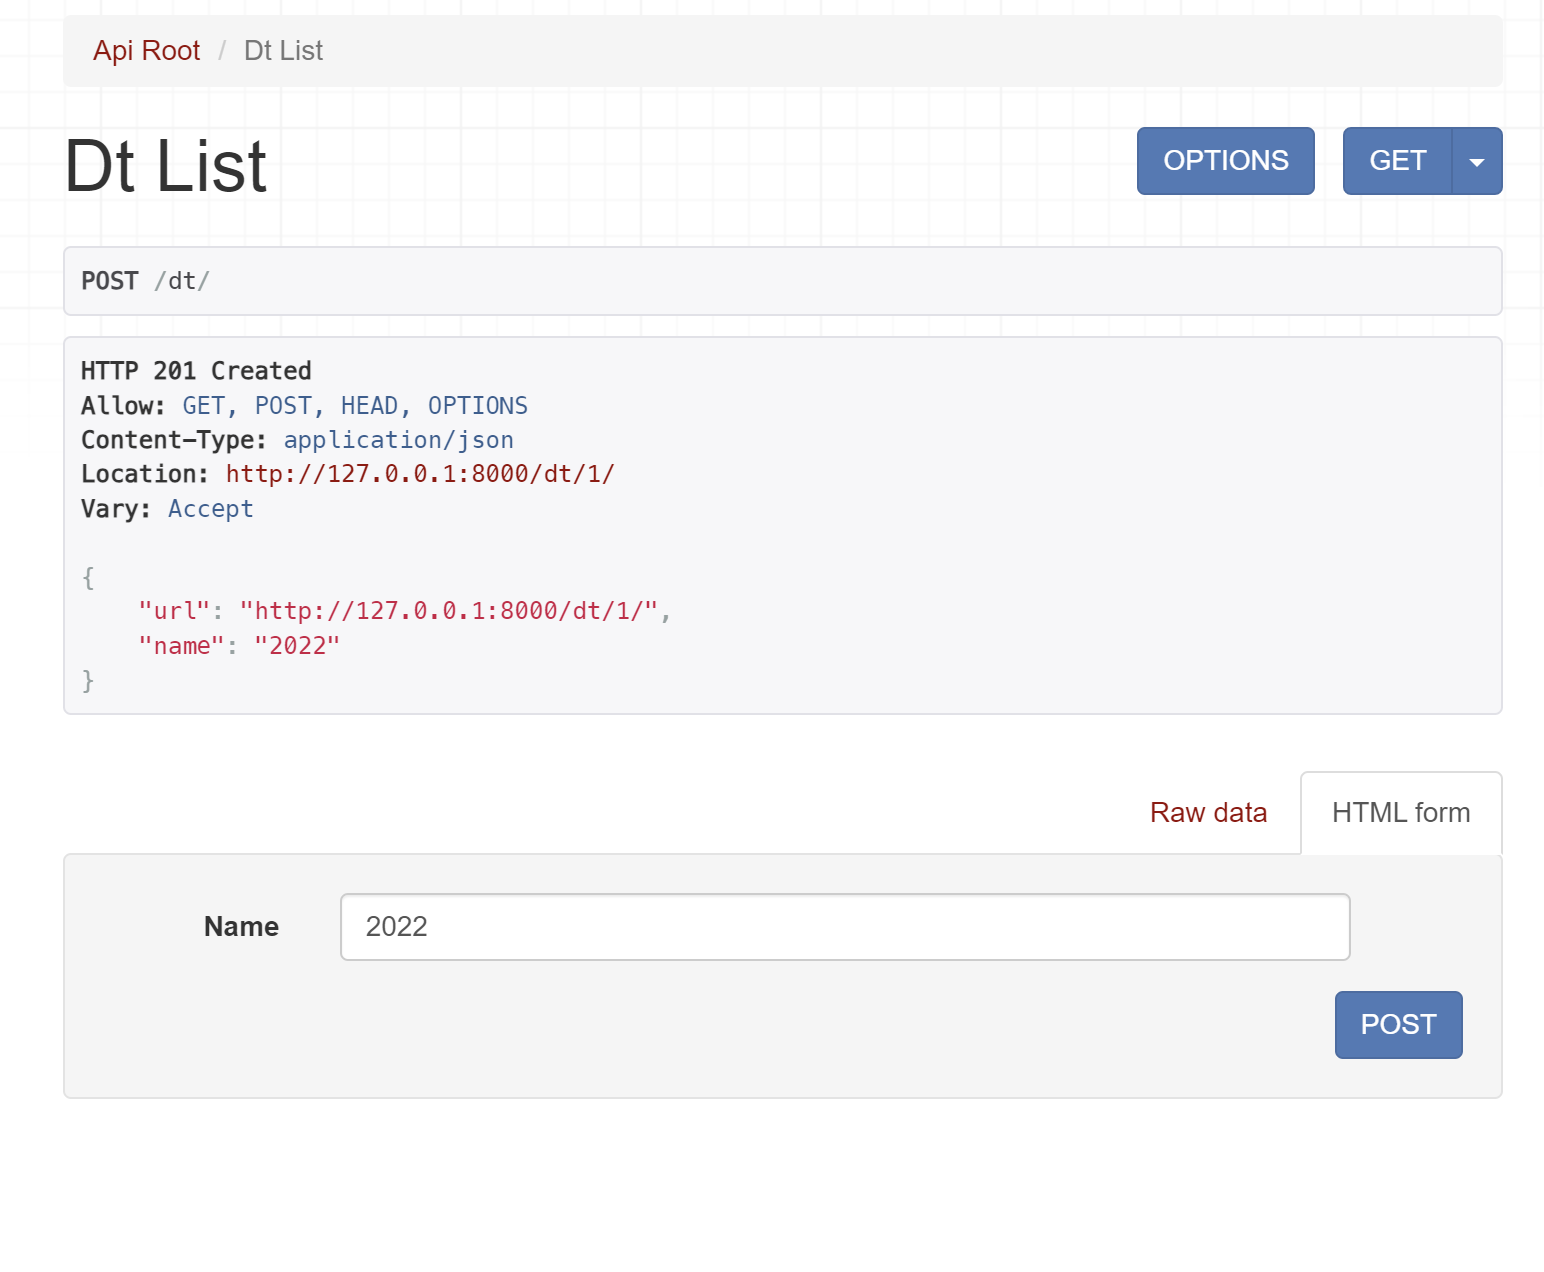 Api Root / Dt List
Dt List
OPTIONS
GET
POST /dt/
HTTP 201 Created
Allow: GET, POST, HEAD, OPTIONS
Content-Type: application/json
Location: http://127.0.0.1:8000/dt/1/
Vary: Accept
{
"url": "http://127.0.0.1:8000/dt/1/",
"name": "2022"
}
Raw data
HTML form
Name
2022
POST